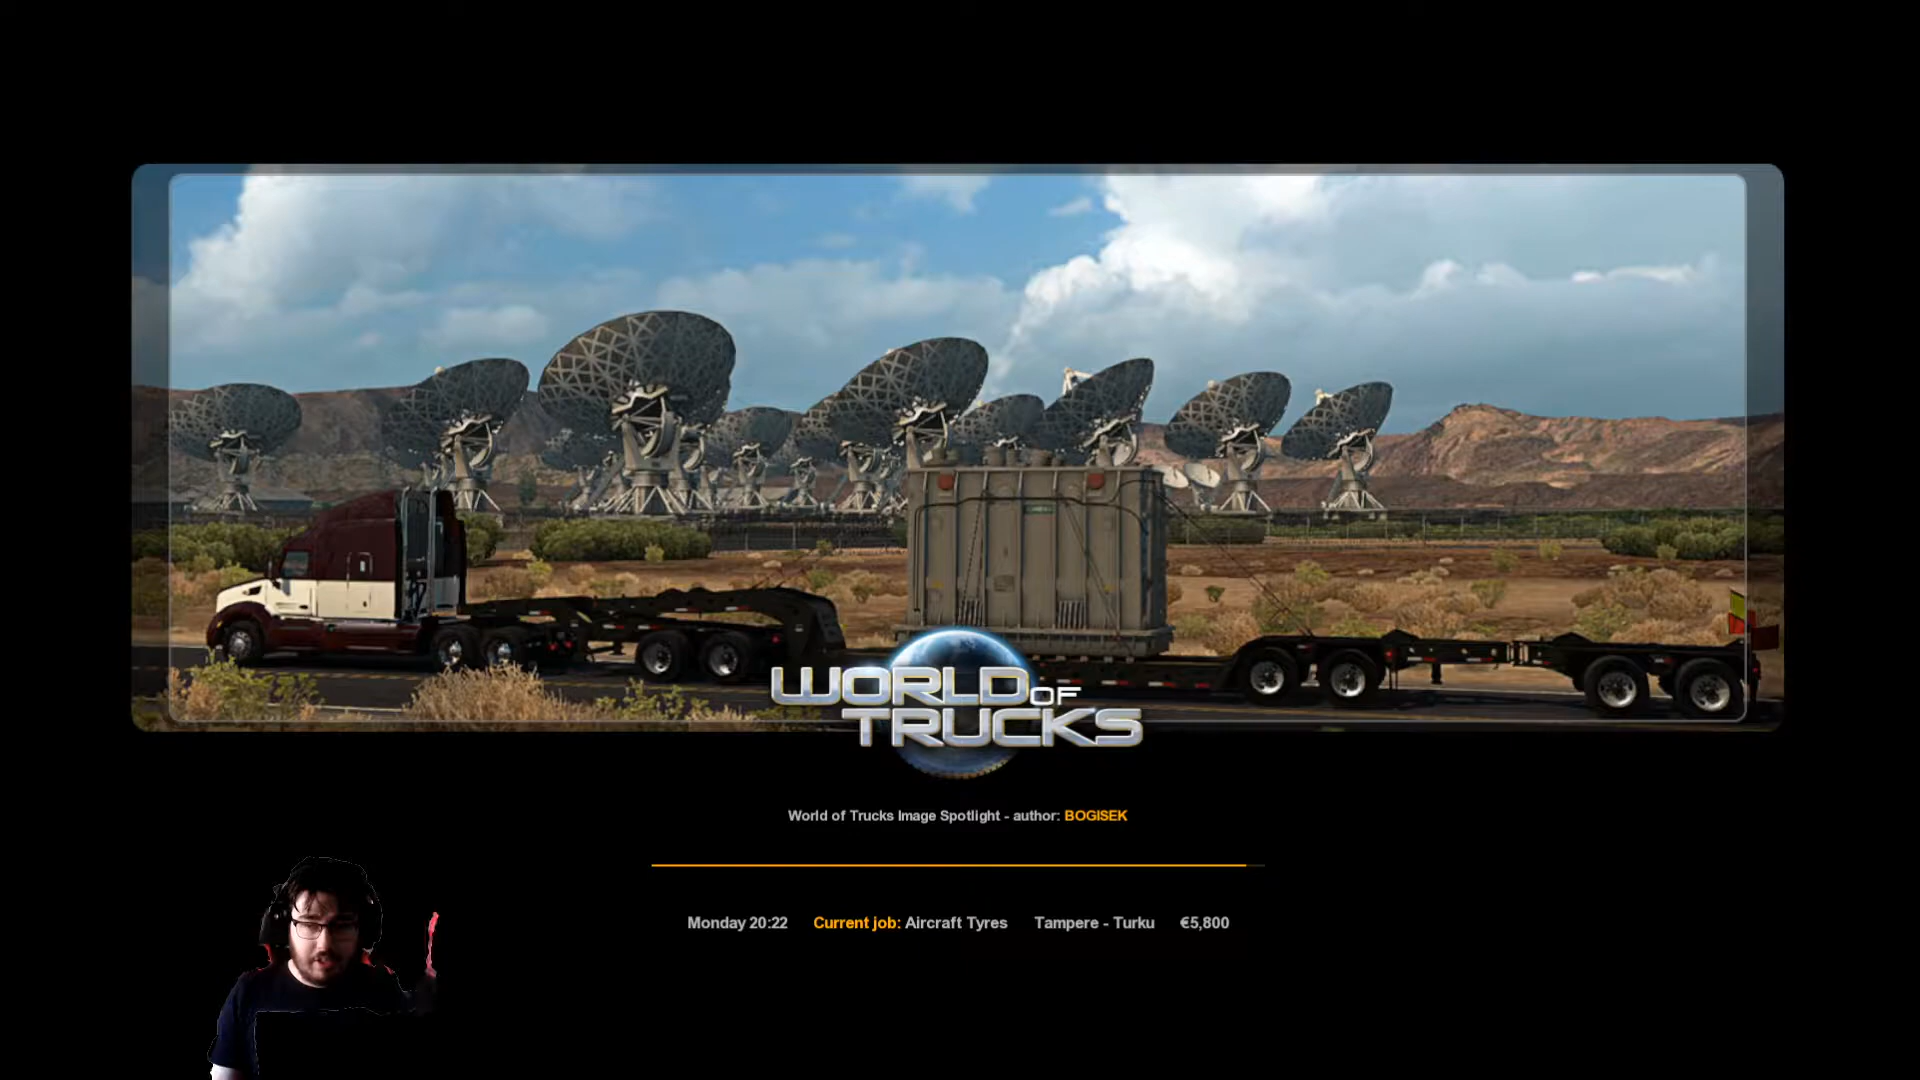 WORLD OF
TRUCKS
World of Trucks Image Spotlight - author: BOGISEK
Monday 20:22 Current job: Aircraft Tyres Tampere - Turku €5,800